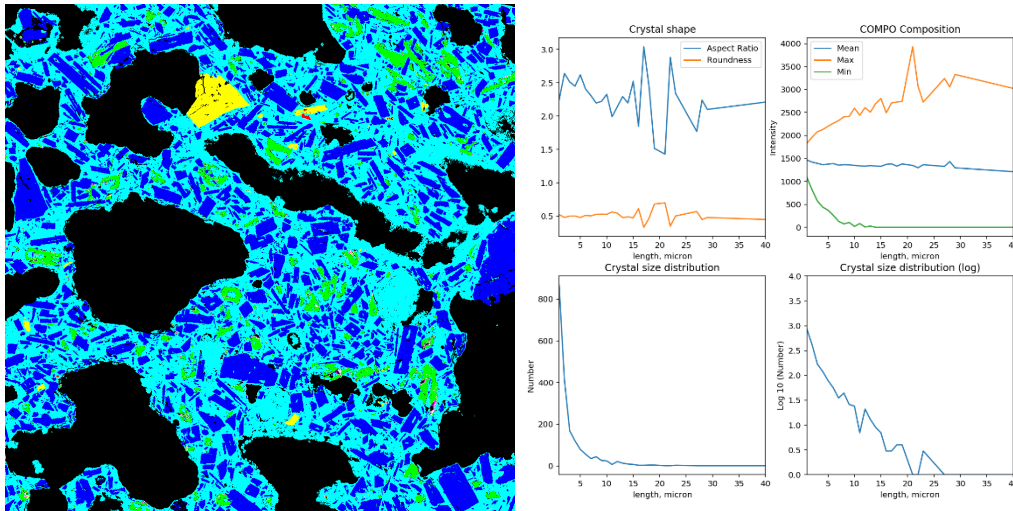 Crystal shape
3.0
2.5
2.0
1.5
1.0
0.5
Aspect Ratio
Roundness
5 10 15 20 25 30 35 40
length, micron
COMPO Composition
4000
3500
3000
2500
2000
1500
1000
500
0
Intensity
Mean
Max
Min
5 10 15 20 25 30 35 40
length, micron
Crystal size distribution
800
600
400
200
0
Number
5 10 15 20 25 30 35 40
length, micron
Crystal size distribution (log)
4.0
3.5
3.0
2.5
2.0
1.5
1.0
0.5
0.0
Log 10 (Number)
5 10 15 20 25 30 35 40
length, micron